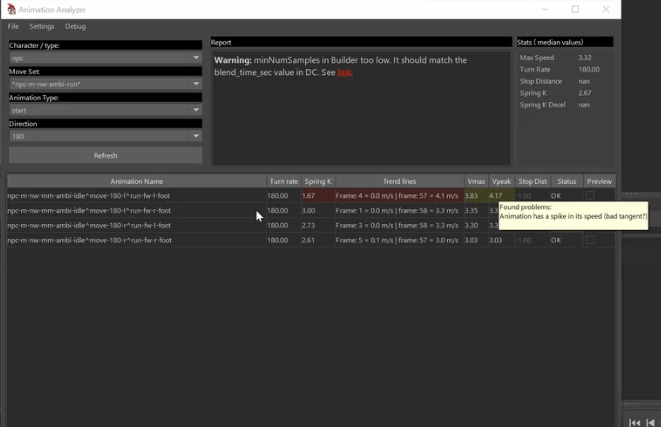 Animation Analyzer
File Settings Debug
Character / type:
npc
Move Set:
*npc-m-nw-ambi-run*
Animation Type:
start
Direction
180
Refresh
Report
Warning: minNumSamples in Builder too low. It should match the
blend_time_sec value in DC. See link.
Stats ( median values)
Max Speed 3.32
Turn Rate 180.00
Stop Distance nan
Spring K 2.67
Spring K Decel nan
Animation Name Turn rate Spring K Trend lines Vmax Vpeak Stop Dist Status Preview
npc-m-nw-mm-ambi-idle^move-180-l^run-fw-l-foot 180.00 1.67 Frame: 4 = 0.0 m/s | frame: 57 = 4.1 m/s 3.83 4.17 -1.00 OK
npc-m-nw-mm-ambi-idle^move-180-l^run-fw-r-foot 180.00 3.00 Frame: 1 = 0.0 m/s | frame: 58 = 3.3 m/s 3.35
npc-m-nw-mm-ambi-idle^move-180-r^run-fw-l-foot 180.00 2.73 Frame: 3 = 0.0 m/s | frame: 58 = 3.3 m/s 3.30
npc-m-nw-mm-ambi-idle^move-180-r^run-fw-r-foot 180.00 2.61 Frame: 5 = 0.1 m/s | frame: 57 = 3.0 m/s 3.03 3.03 -1.00 OK
Found problems:
Animation has a spike in its speed (bad tangent?)